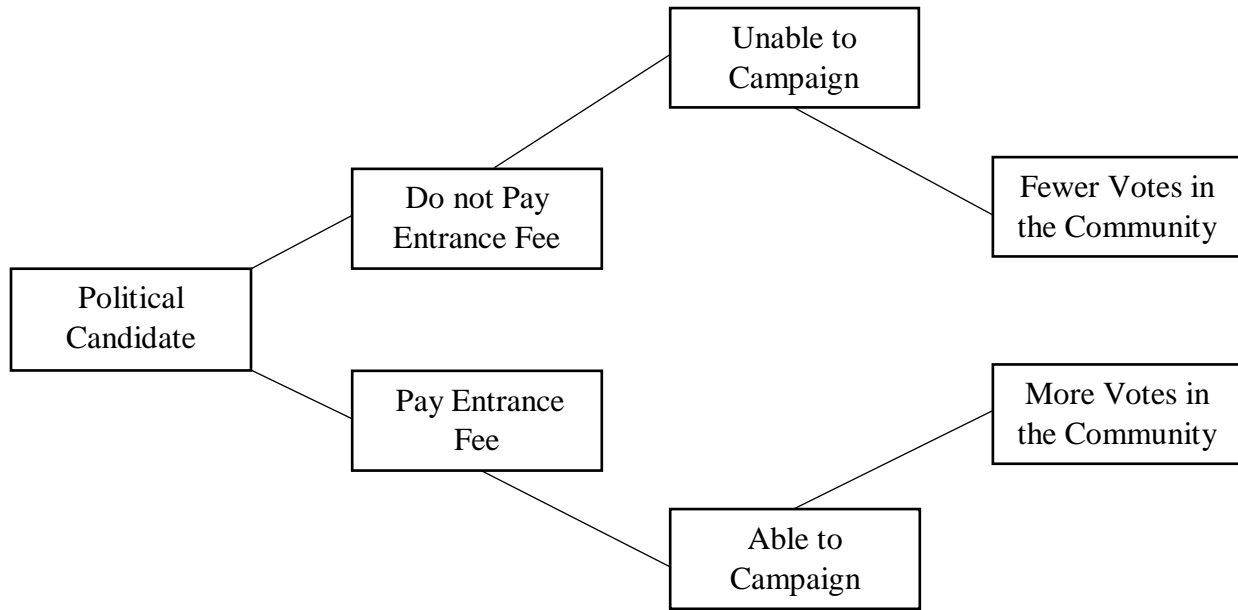 Unable to
Campaign
Do not Pay
Entrance Fee
Fewer Votes in
the Community
Political
Candidate
Pay Entrance
Fee
More Votes in
the Community
Able to
Campaign